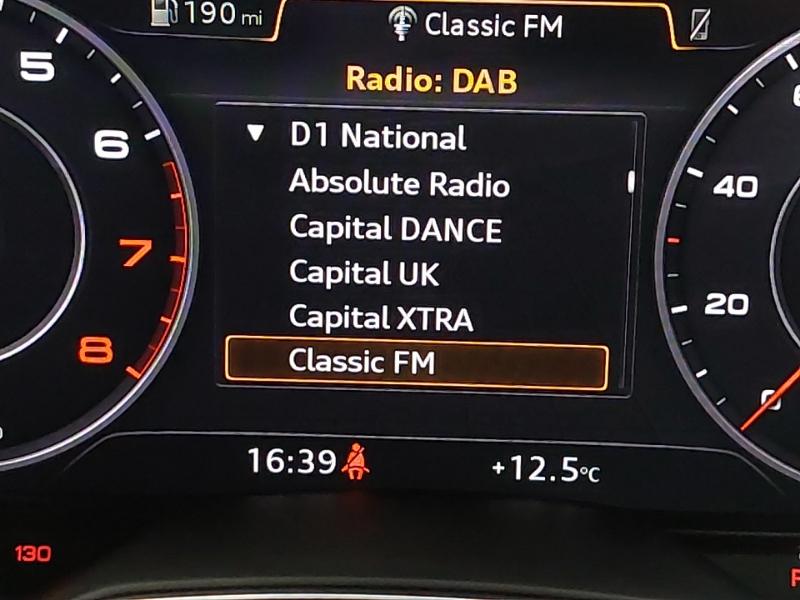 190 mi
Classic FM
Radio: DAB
D1 National
Absolute Radio
Capital DANCE
Capital UK
Capital XTRA
Classic FM
5
6
7
8
40
20
0
16:39
+12.5°C
130